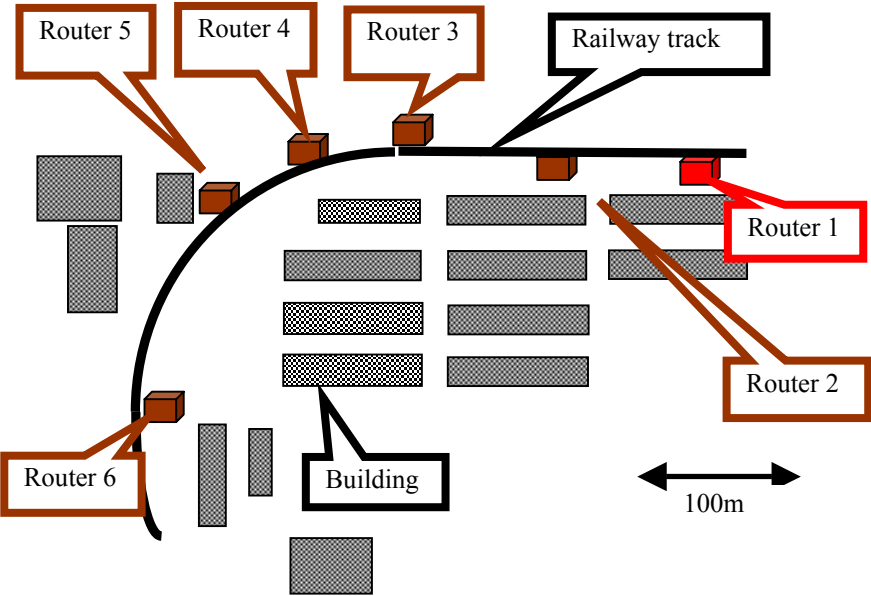 Router 5
Router 4
Router 3
Railway track
Router 1
Router 2
Router 6
Building
100m